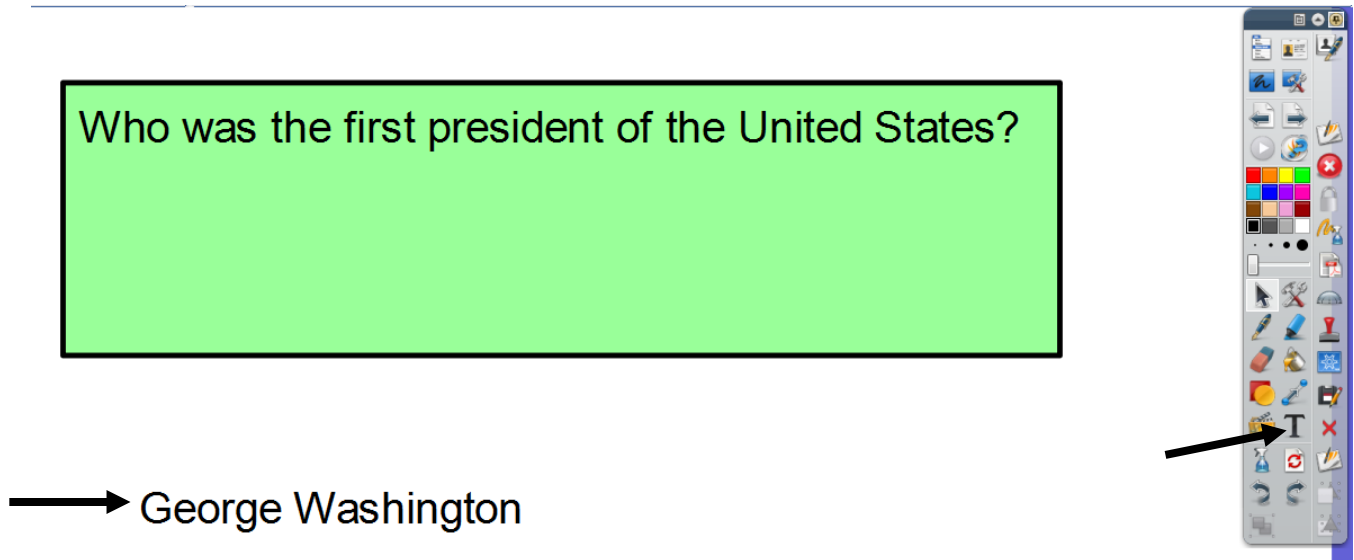 Who was the first president of the United States?
T
George Washington